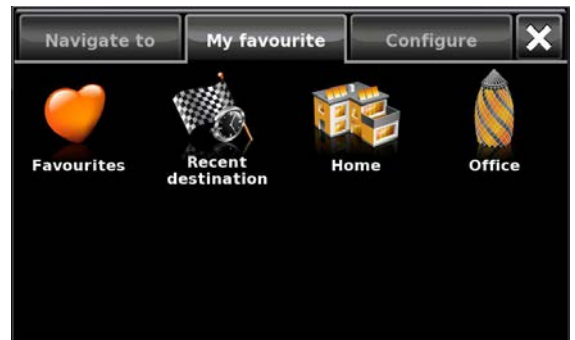 Navigate to
My favourite
Configure
Favourites
Recent
destination
Home
Office